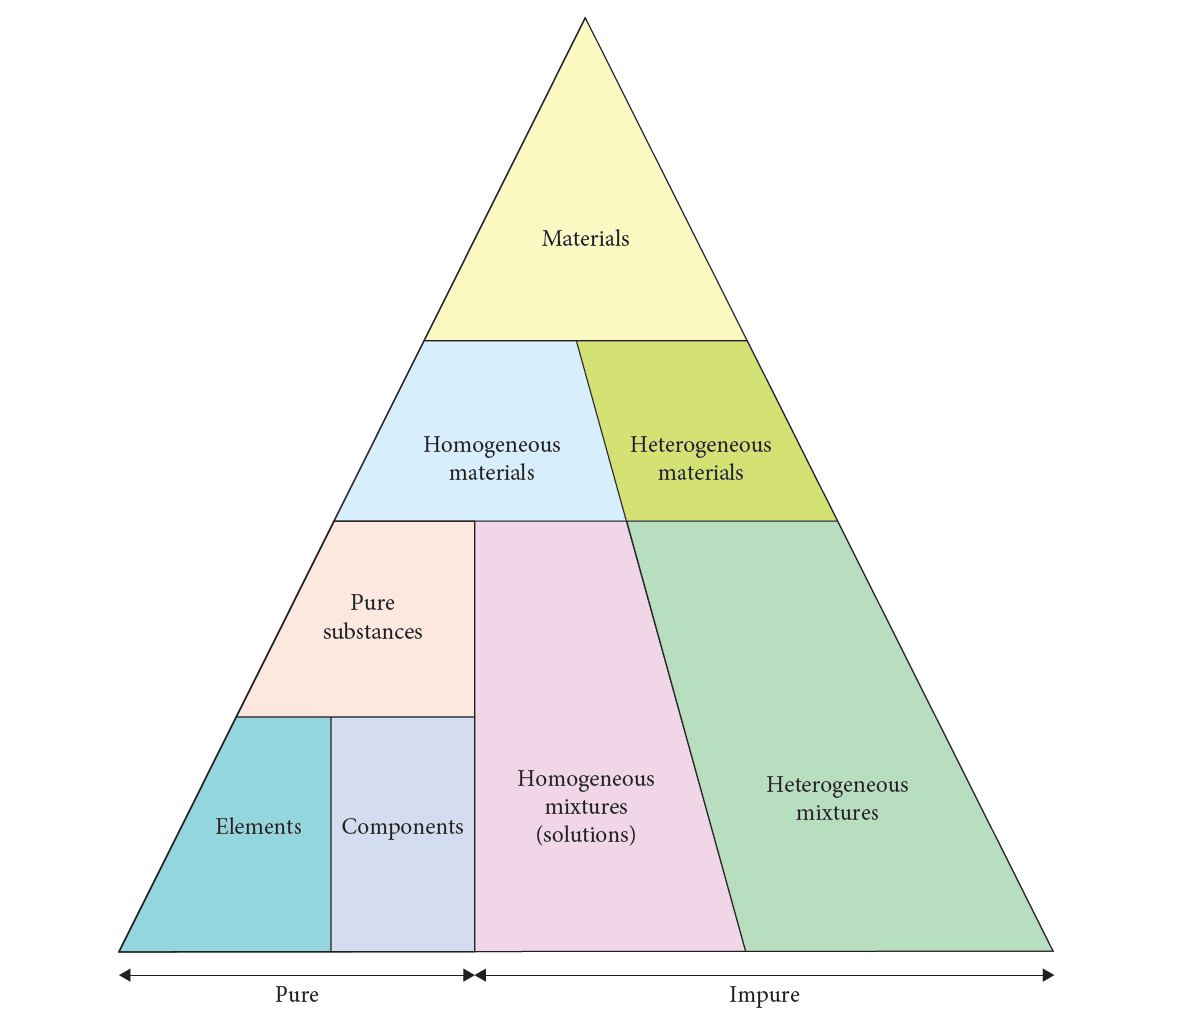 Materials
Homogeneous
materials
Heterogeneous
materials
Pure
substances
Elements
Components
Homogeneous
mixtures
(solutions)
Heterogeneous
mixtures
Pure
Impure